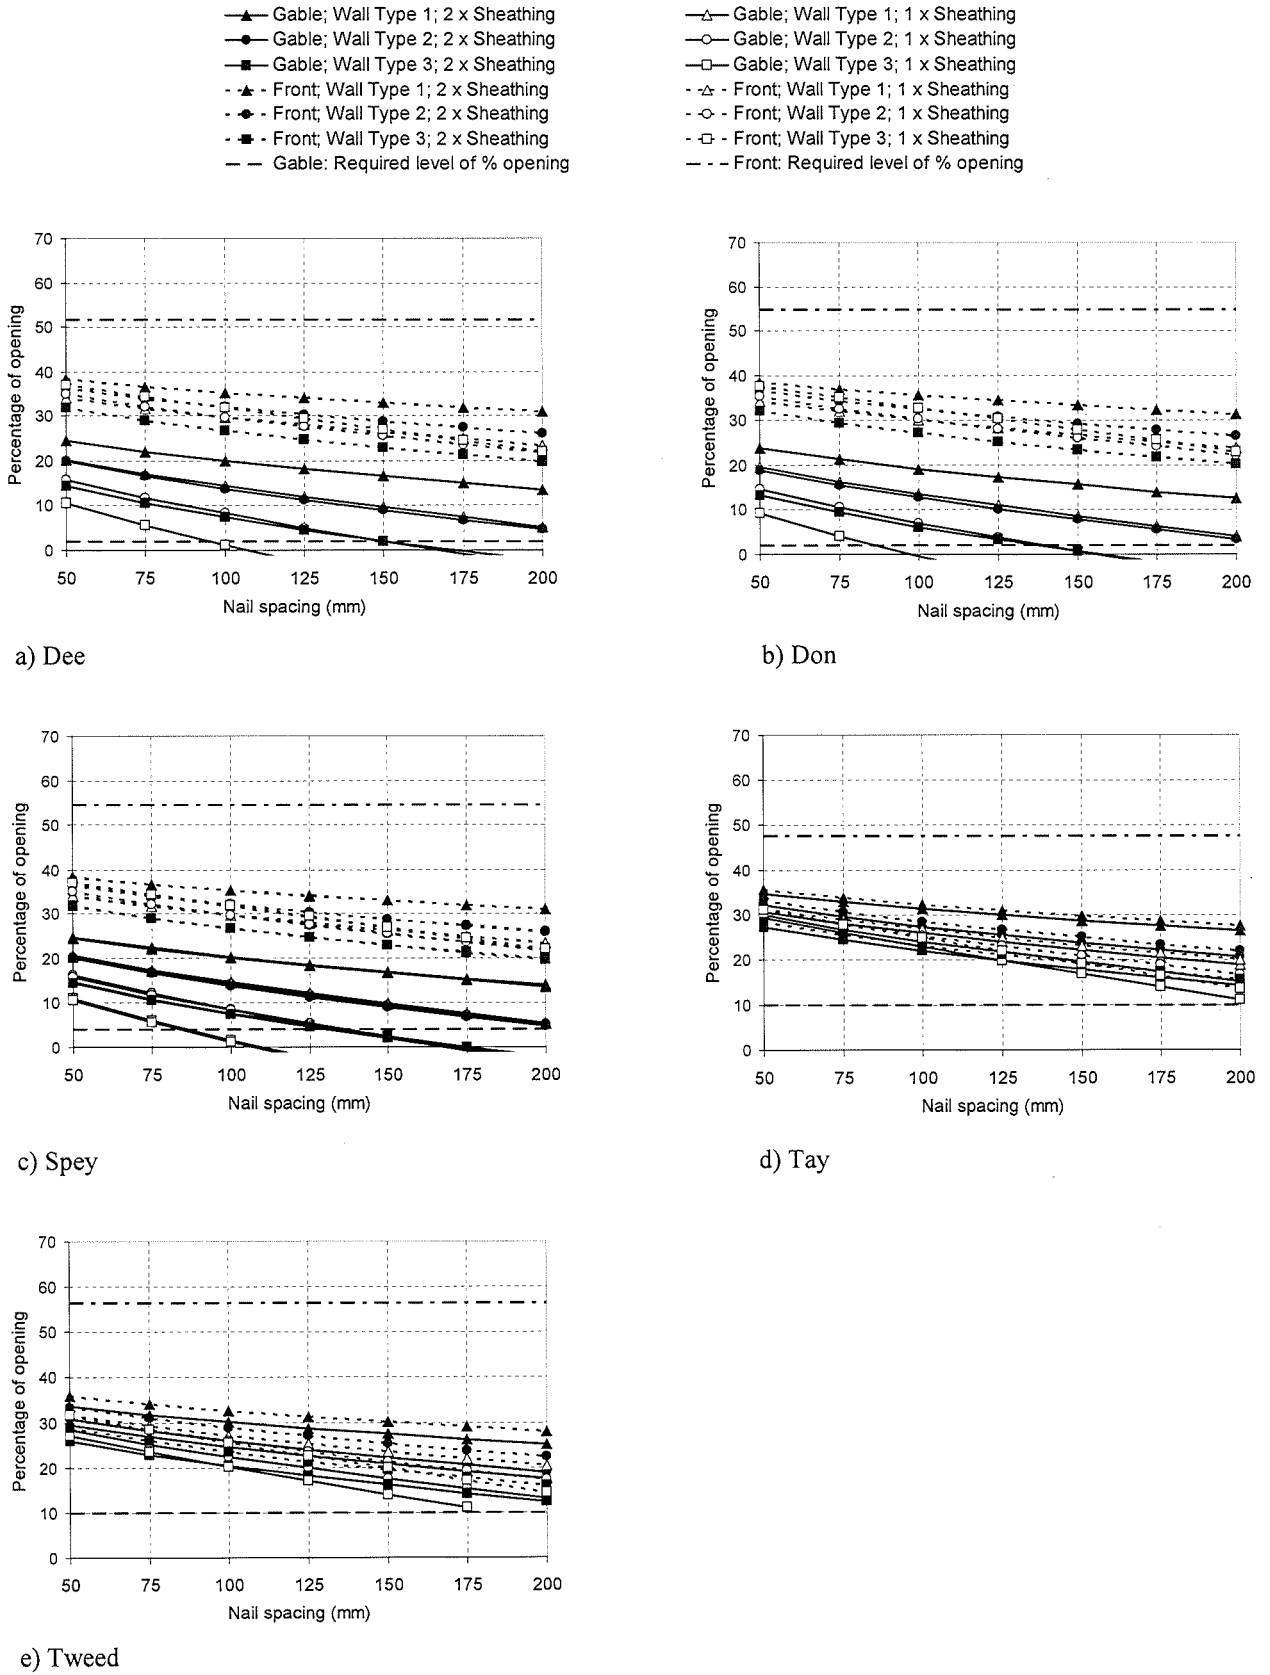 Gable; Wall Type 1; 2 x Sheathing
Gable; Wall Type 2; 2 x Sheathing
Gable; Wall Type 3; 2 x Sheathing
Front; Wall Type 1; 2 x Sheathing
Front; Wall Type 2; 2 x Sheathing
Front; Wall Type 3; 2 x Sheathing
Gable: Required level of % opening
Gable; Wall Type 1; 1 x Sheathing
Gable; Wall Type 2; 1 x Sheathing
Gable; Wall Type 3; 1 x Sheathing
Front; Wall Type 1; 1 x Sheathing
Front; Wall Type 2; 1 x Sheathing
Front; Wall Type 3; 1 x Sheathing
Front: Required level of % opening
Percentage of opening
70
60
50
40
30
20
10
0
50 75 100 125 150 175 200
Nail spacing (mm)
a) Dee
Percentage of opening
70
60
50
40
30
20
10
0
50 75 100 125 150 175 200
Nail spacing (mm)
b) Don
Percentage of opening
70
60
50
40
30
20
10
0
50 75 100 125 150 175 200
Nail spacing (mm)
c) Spey
Percentage of opening
70
60
50
40
30
20
10
0
50 75 100 125 150 175 200
Nail spacing (mm)
d) Tay
Percentage of opening
70
60
50
40
30
20
10
0
50 75 100 125 150 175 200
Nail spacing (mm)
e) Tweed